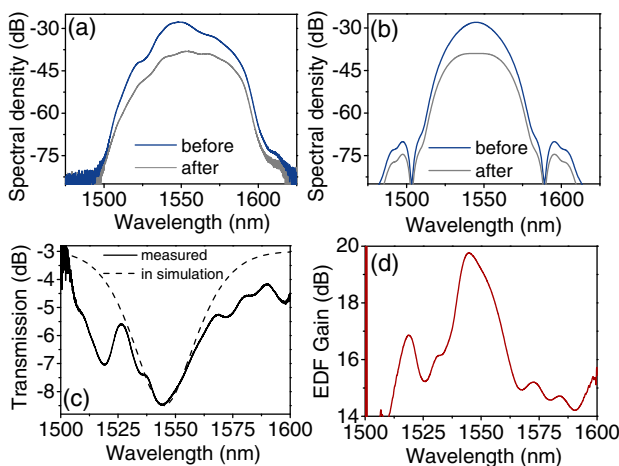 (a)
Spectral density (dB)
-25
-50
-75
before
after
1500
1550
1600
Wavelength (nm)
(b)
Spectral density (dB)
-30
-45
-60
-75
before
after
1500
1550
1600
Wavelength (nm)
(c)
Transmission (dB)
-3
-4
-5
-6
-7
-8
measured
in simulation
1500
1525
1550
1575
1600
Wavelength (nm)
(d)
EDF Gain (dB)
20
18
16
14
1500
1525
1550
1575
1600
Wavelength (nm)